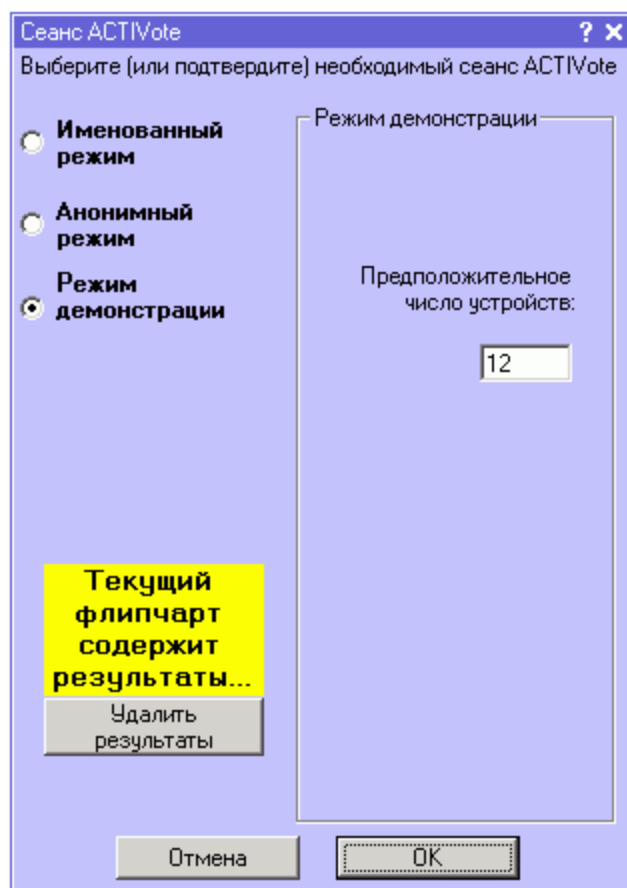 Сеанс ACTIVote
Выберите (или подтвердите) необходимый сеанс ACTIVote
Именованный
режим
Анонимный
режим
Режим
демонстрации
Режим демонстрации
Предположительное
число устройств:
12
Текущий
флипчарт
содержит
результаты...
Удалить
результаты
Отмена
OK